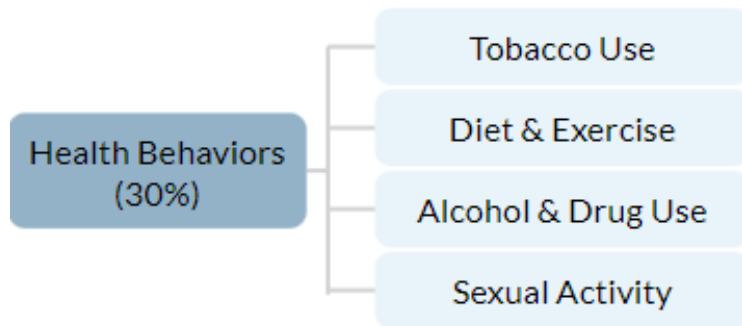 Tobacco Use
Diet & Exercise
Health Behaviors
(30%)
Alcohol & Drug Use
Sexual Activity